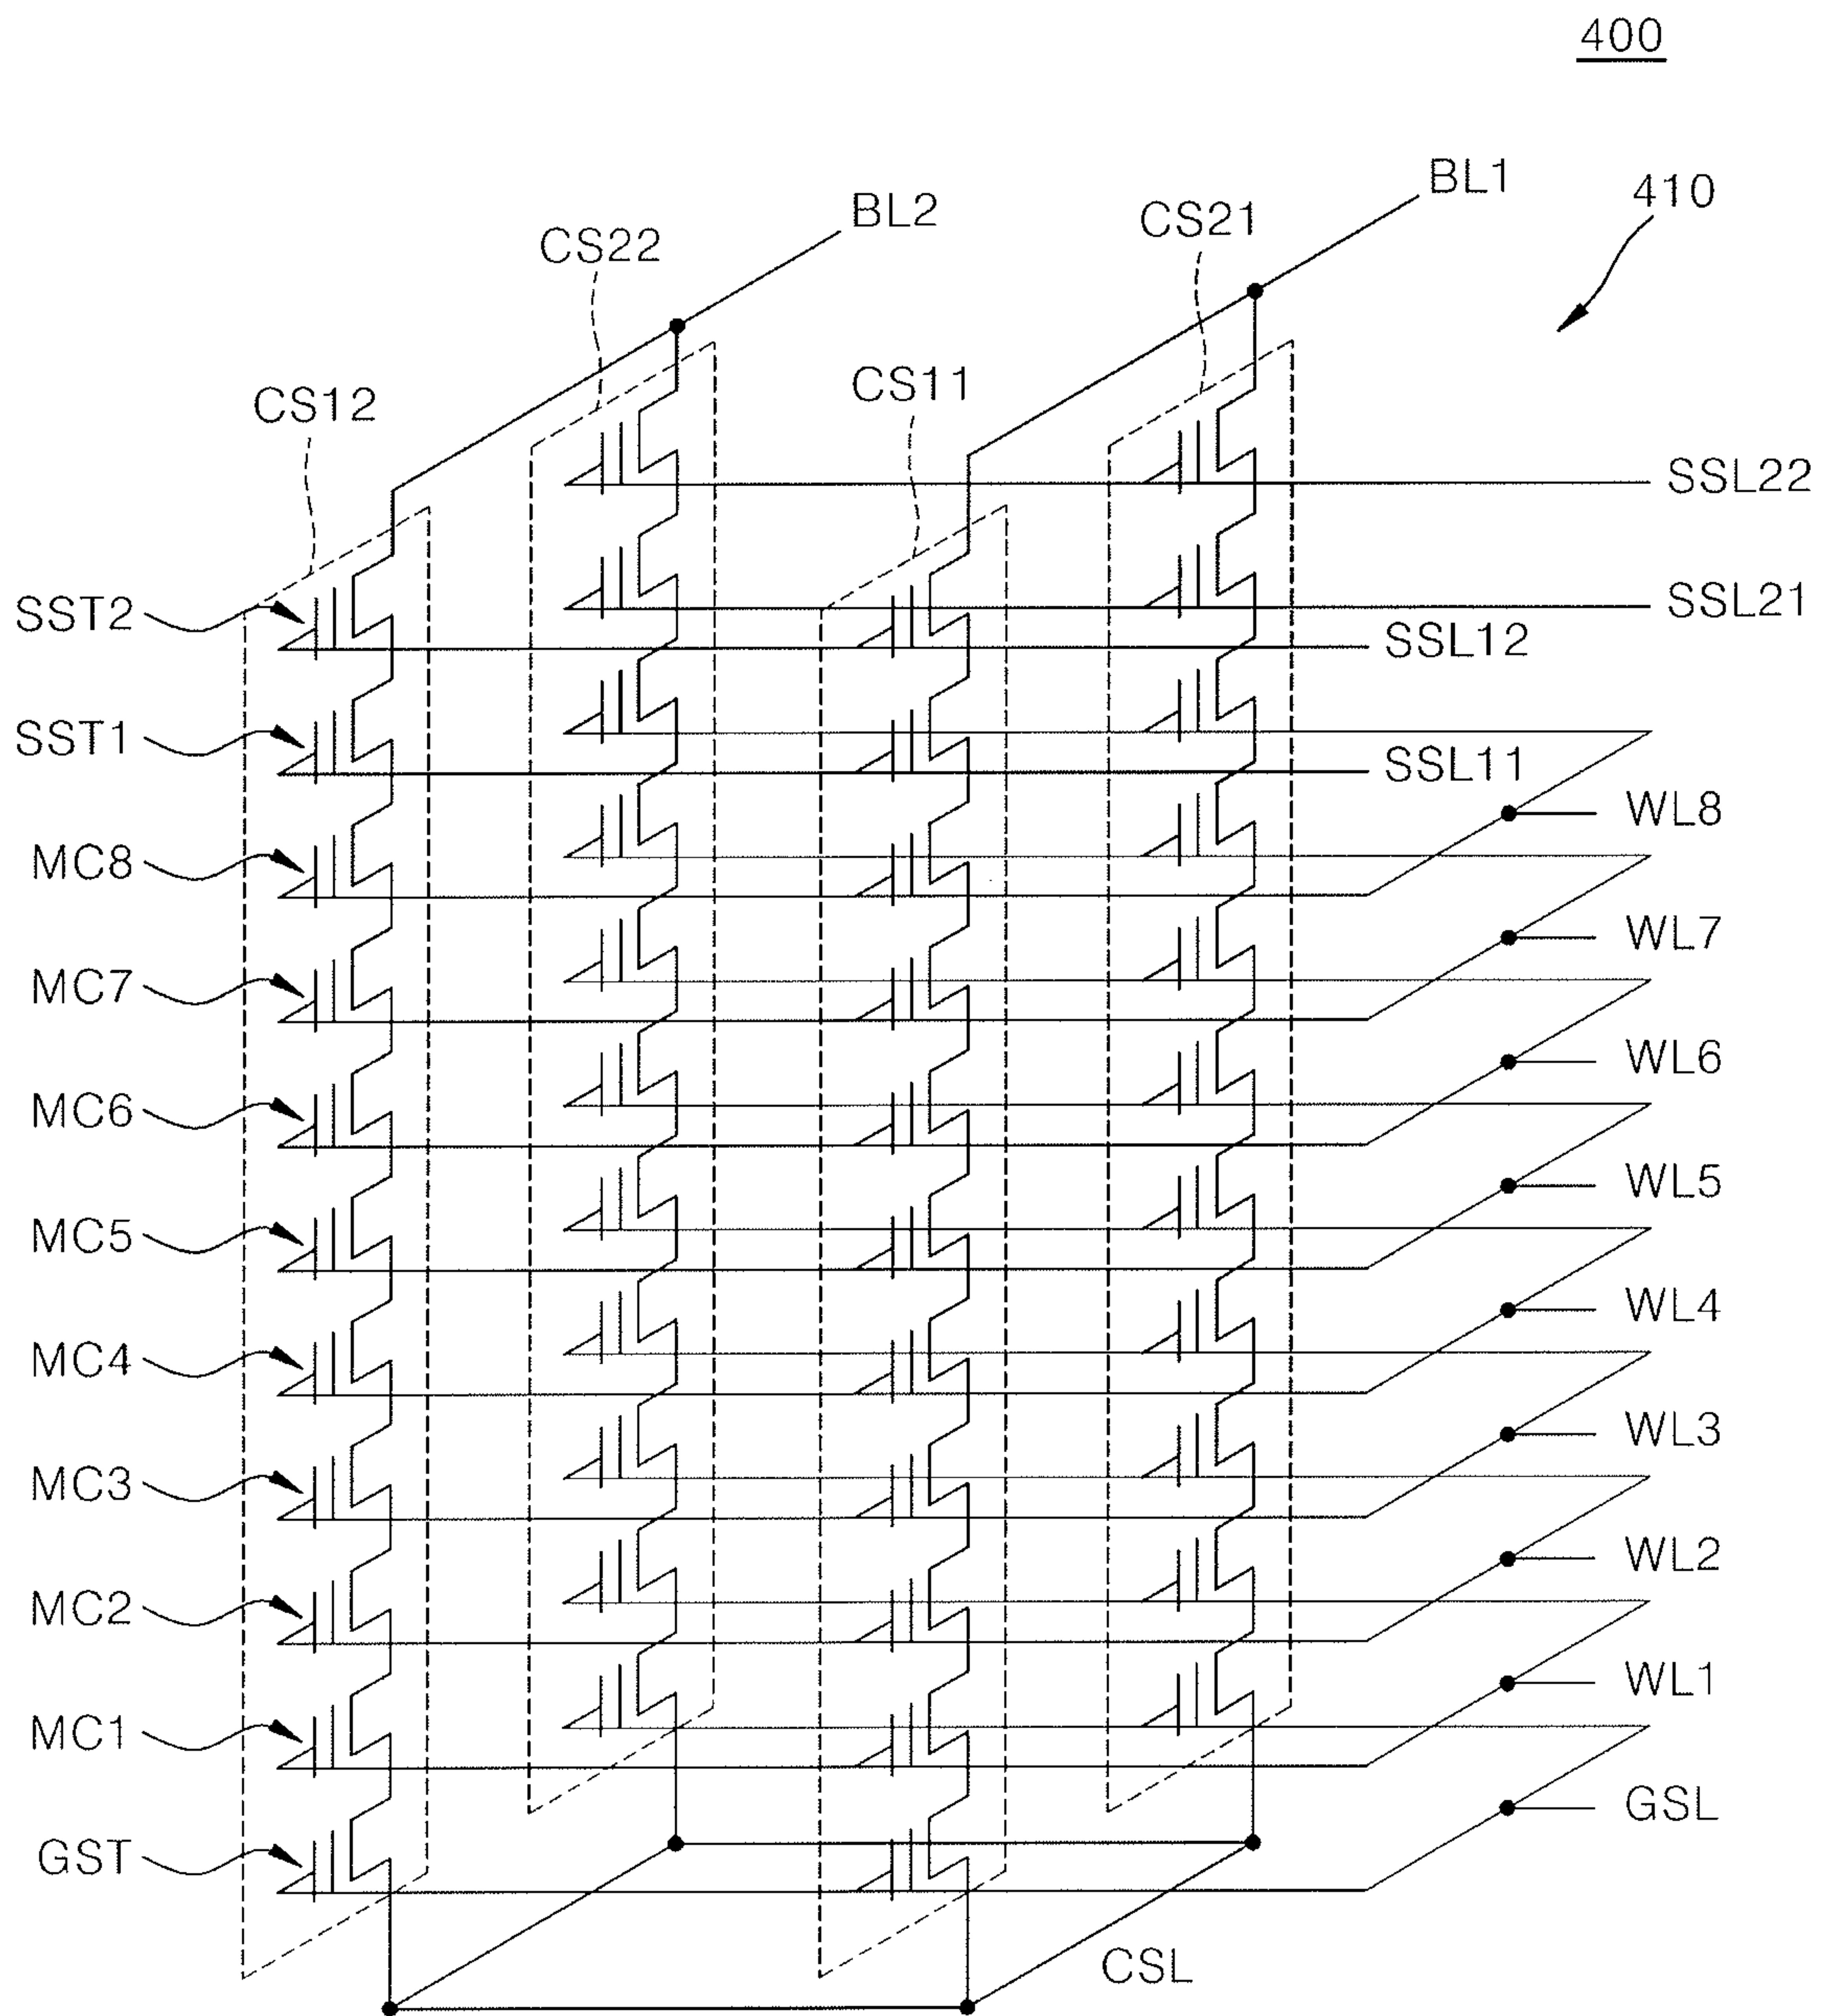 400
BL1
BL2
CS21
410
CS22
CS11
CS12
SSL22
SSL21
SST2
SSL12
SST1
SSL11
WL8
MC8
WL7
MC7
WL6
MC6
WL5
MC5
WL4
MC4
WL3
MC3
WL2
MC2
WL1
MC1
GSL
GST
CSL